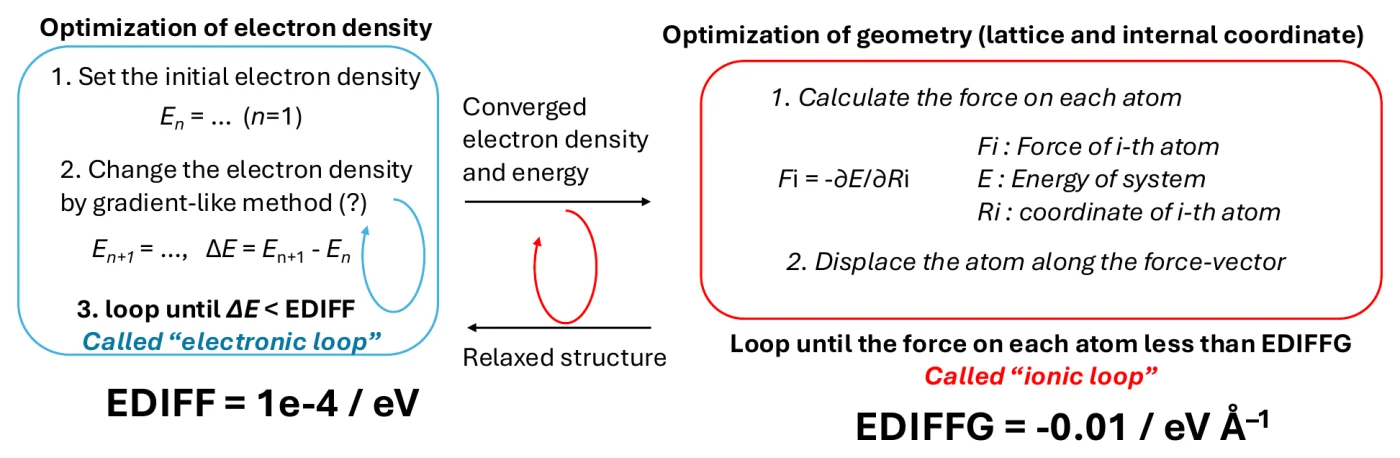 Optimization of electron density
1. Set the initial electron density
En = ... (n=1)
2. Change the electron density
by gradient-like method (?)
En+1 = ..., ΔE = En+1 - En
3. loop until ΔE < EDIFF
Called “electronic loop”
EDIFF = 1e-4 / eV
Converged
electron density
and energy
Relaxed structure
Optimization of geometry (lattice and internal coordinate)
1. Calculate the force on each atom
Fi = -∂E/∂Ri
Fi : Force of i-th atom
E : Energy of system
Ri : coordinate of i-th atom
2. Displace the atom along the force-vector
Loop until the force on each atom less than EDIFFG
Called “ionic loop”
EDIFFG = -0.01 / eV Å⁻¹